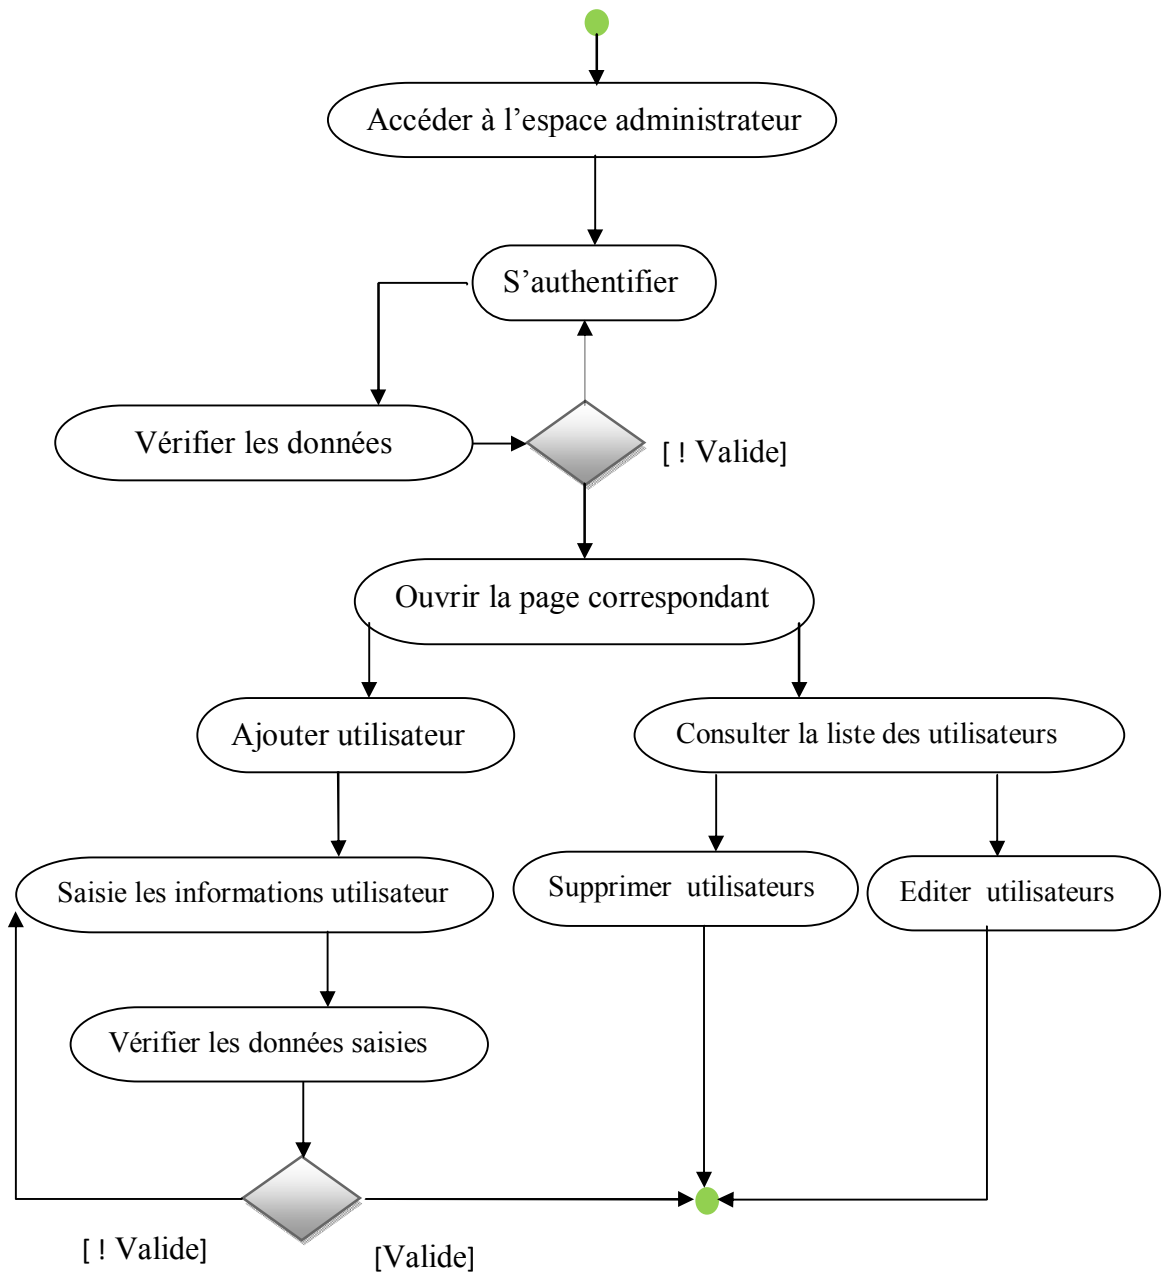 Accéder à l’espace administrateur
S’authentifier
Vérifier les données
[ ! Valide]
Ouvrir la page correspondant
Ajouter utilisateur
Consulter la liste des utilisateurs
Saisie les informations utilisateur
Supprimer utilisateurs
Editer utilisateurs
Vérifier les données saisies
[ ! Valide]
[Valide]